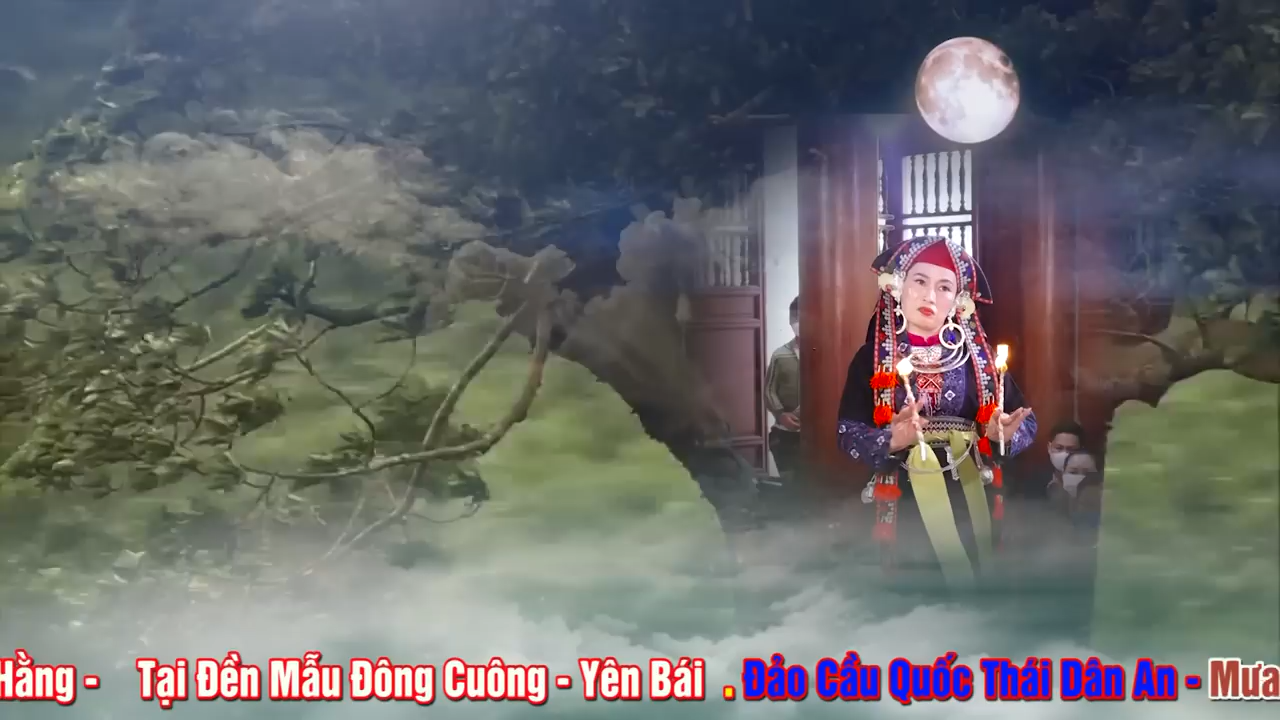 Hằng - Tại Đền Mẫu Đông Cuông - Yên Bái . Đảo Cầu Quốc Thái Dân An - Mưa